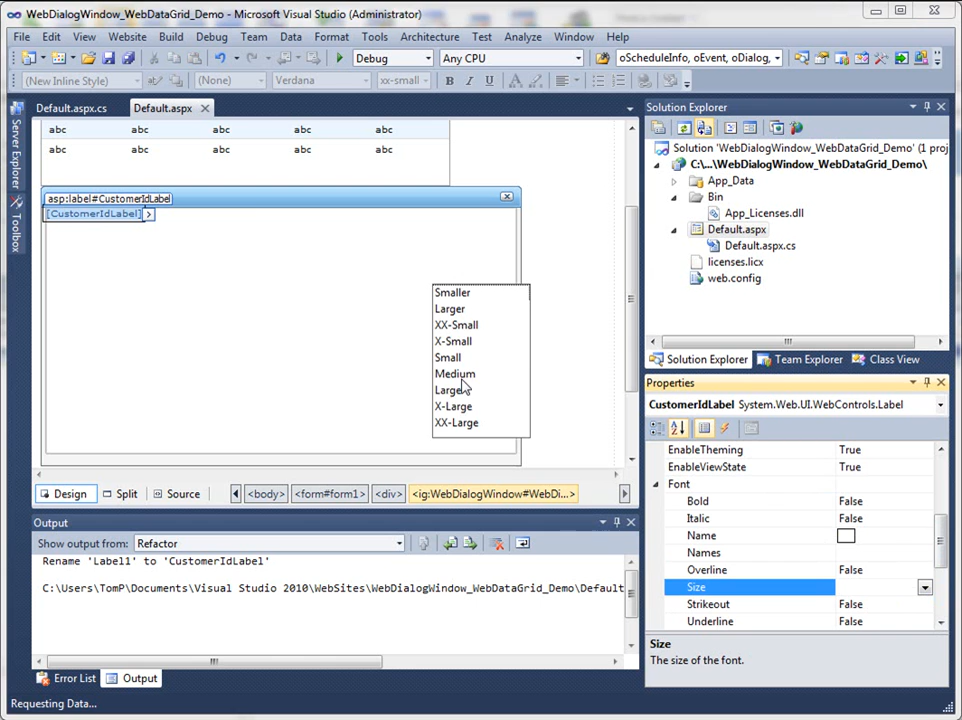 WebDialogWindow_WebDataGrid_Demo - Microsoft Visual Studio (Administrator)
File Edit View Website Build Debug Team Data Format Tools Architecture Test Analyze Window Help
Debug Any CPU oScheduleInfo, oEvent, oDialog,
(New Inline Style) (None) Verdana xx-small B I U A
Default.aspx.cs Default.aspx
Server Explorer
Toolbox
abc abc abc abc abc
abc abc abc abc abc
asp:label#CustomerIdLabel
[CustomerIdLabel]
Smaller
Larger
XX-Small
X-Small
Small
Medium
Large
X-Large
XX-Large
Design Split Source <body> <form#form1> <div> <ig:WebDialogWindow#WebDi...>
Output
Show output from: Refactor
Rename 'Label1' to 'CustomerIdLabel'
C:\Users\TomP\Documents\Visual Studio 2010\WebSites\WebDialogWindow_WebDataGrid_Demo\Default
Error List Output
Requesting Data...
Solution Explorer
Solution 'WebDialogWindow_WebDataGrid_Demo' (1 proj
C:\...\WebDialogWindow_WebDataGrid_Demo\
App_Data
Bin
App_Licenses.dll
Default.aspx
Default.aspx.cs
licenses.licx
web.config
Solution Explorer Team Explorer Class View
Properties
CustomerIdLabel System.Web.UI.WebControls.Label
EnableTheming True
EnableViewState True
Font
Bold False
Italic False
Name
Names
Overline False
Size
Strikeout False
Underline False
Size
The size of the font.